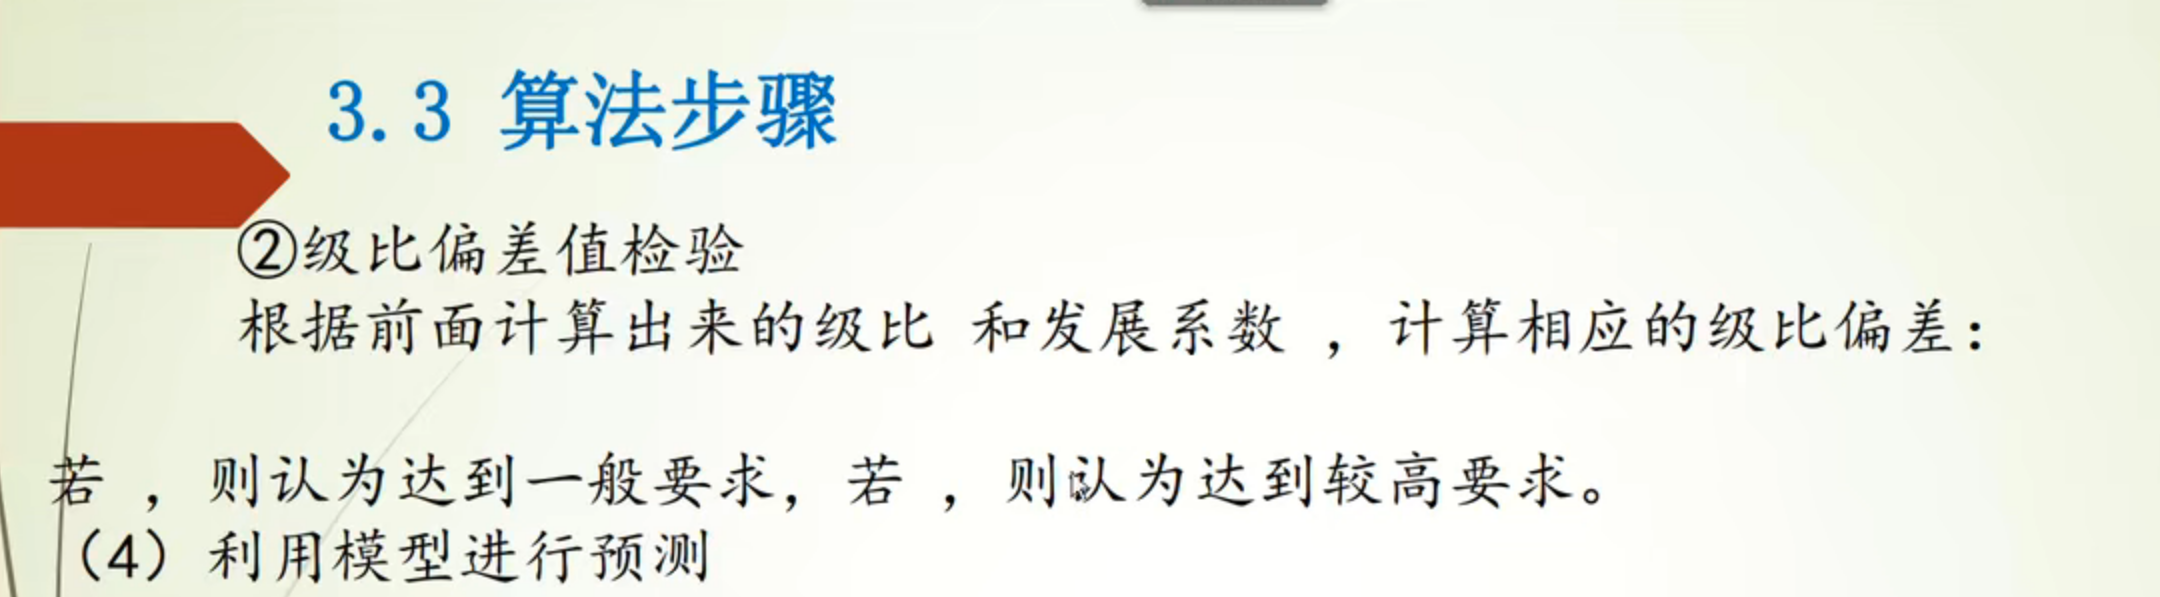 3.3 算法步骤
②级比偏差值检验
根据前面计算出来的级比 和发展系数 ，计算相应的级比偏差：
若 ，则认为达到一般要求，若 ，则认为达到较高要求。
（4）利用模型进行预测